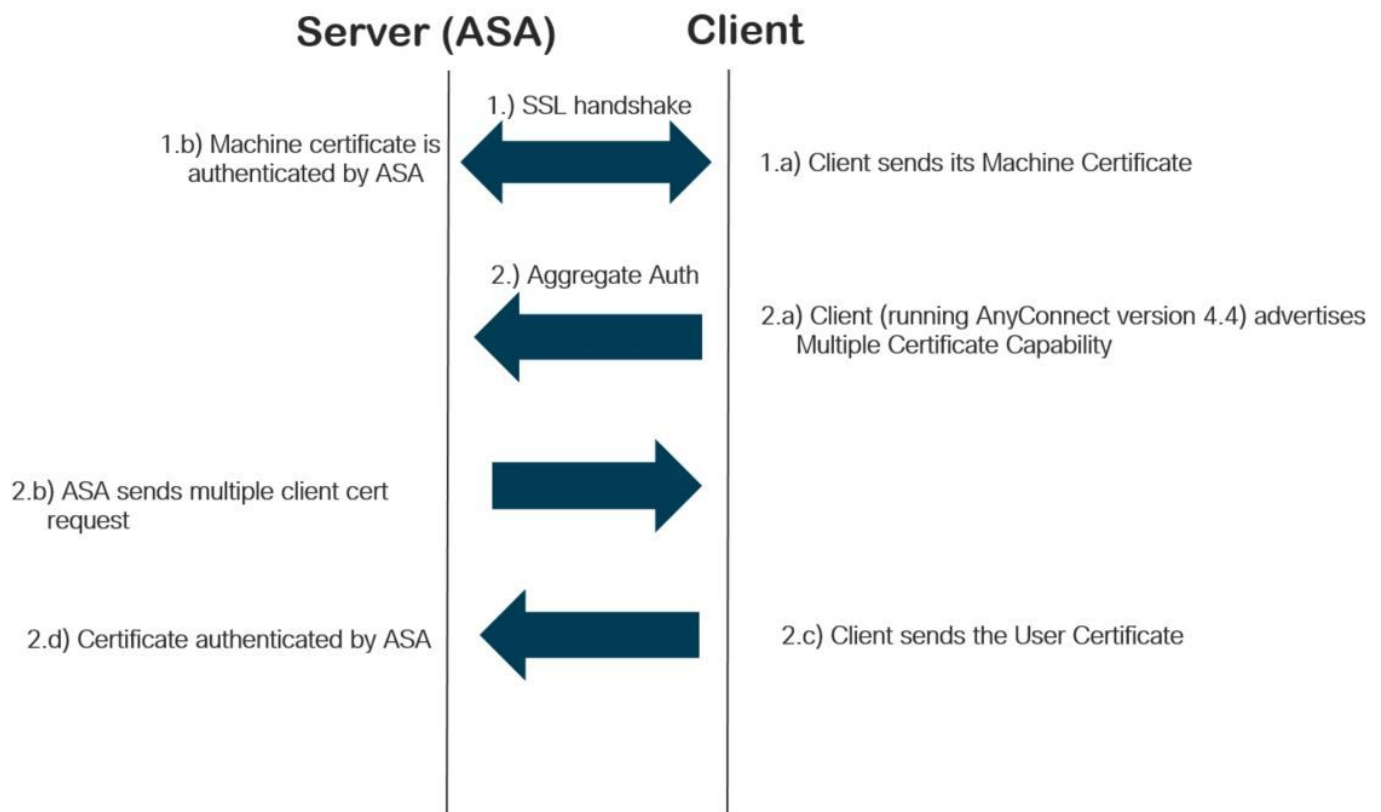 Server (ASA)
Client
1.) SSL handshake
1.b) Machine certificate is
authenticated by ASA
1.a) Client sends its Machine Certificate
2.) Aggregate Auth
2.a) Client (running AnyConnect version 4.4) advertises
Multiple Certificate Capability
2.b) ASA sends multiple client cert
request
2.d) Certificate authenticated by ASA
2.c) Client sends the User Certificate